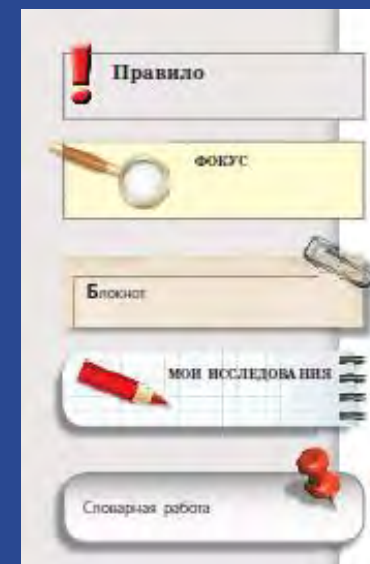 Правило
ФОКУС
Блокнот
МОИ ИССЛЕДОВАНИЯ
Словарная работа